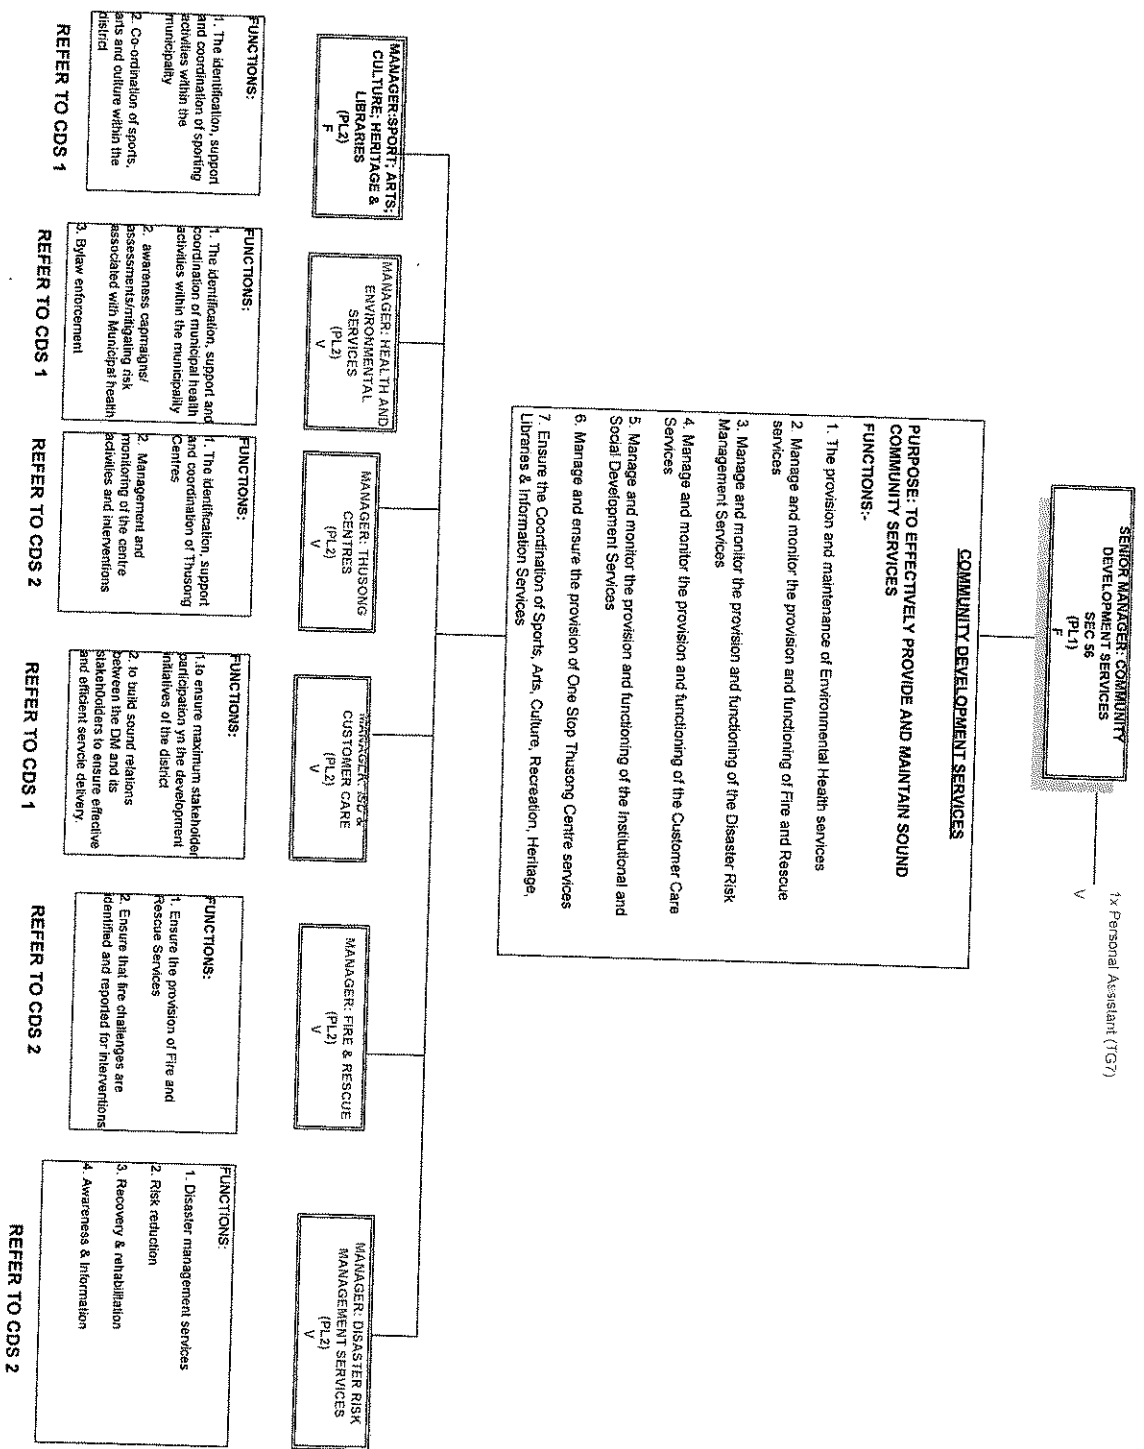 SENIOR MANAGER: COMMUNITY
DEVELOPMENT SERVICES
SEC 56
(PL1)
F
1x Personal Assistant (TG7)
V
COMMUNITY DEVELOPMENT SERVICES
PURPOSE: TO EFFECTIVELY PROVIDE AND MAINTAIN SOUND
COMMUNITY SERVICES
FUNCTIONS:-
1. The provision and maintenance of Environmental Health services
2. Manage and monitor the provision and functioning of Fire and Rescue
services
3. Manage and monitor the provision and functioning of the Disaster Risk
Management Services
4. Manage and monitor the provision and functioning of the Customer Care
Services
5. Manage and monitor the provision and functioning of the Institutional and
Social Development Services
6. Manage and ensure the provision of One Stop Thusong Centre services
7. Ensure the Coordination of Sports, Arts, Culture, Recreation, Heritage,
Libraries & Information Services
MANAGER:SPORT; ARTS;
CULTURE; HERITAGE &
LIBRARIES
(PL2)
F
FUNCTIONS:
1. The identification, support
and coordination of sporting
activities within the
municipality
2. Co-ordination of sports,
arts and culture within the
district
REFER TO CDS 1
MANAGER: HEALTH AND
ENVIRONMENTAL
SERVICES
(PL2)
V
FUNCTIONS:
1. The identification, support and
coordination of municipal health
activities within the municipality
2. awareness capmaigns/
assessments/mitigating risk
associated with Municipal health
3. Bylaw enforcement
REFER TO CDS 1
MANAGER: THUSONG
CENTRES
(PL2)
V
FUNCTIONS:
1. The identification, support
and coordination of Thusong
Centres
2. Management and
monitoring of the centre
activities and interventions
REFER TO CDS 2
MANAGER: ISD &
CUSTOMER CARE
(PL2)
V
FUNCTIONS:
1.to ensure maximum stakeholder
participation yn the development
initiatives of the district
2. to build sound relations
between the DM and its
stakeholders to ensure effective
and efficient servcie delivery.
REFER TO CDS 1
MANAGER: FIRE & RESCUE
(PL2)
V
FUNCTIONS:
1. Ensure the provision of Fire and
Rescue Services
2. Ensure that fire challenges are
identified and reported for interventions
REFER TO CDS 2
MANAGER: DISASTER RISK
MANAGEMENT SERVICES
(PL2)
V
FUNCTIONS:
1. Disaster management services
2. Risk reduction
3. Recovery & rehabilitation
4. Awareness & Information
REFER TO CDS 2